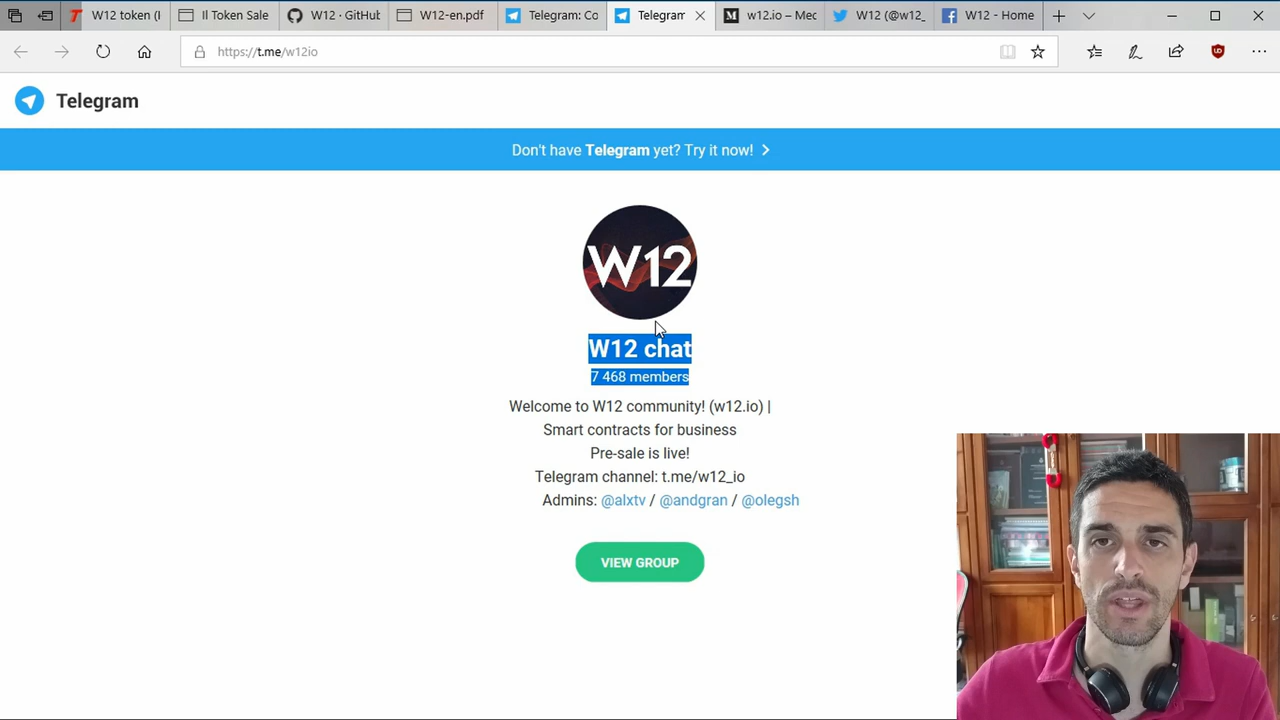 W12 token (I
Il Token Sale
W12 · GitHub
W12-en.pdf
Telegram: Co
Telegram
w12.io – Med
W12 (@w12_
W12 - Home
https://t.me/w12io
Telegram
Don't have Telegram yet? Try it now!
W12
W12 chat
7 468 members
Welcome to W12 community! (w12.io) |
Smart contracts for business
Pre-sale is live!
Telegram channel: t.me/w12_io
Admins: @alxtv / @andgran / @olegsh
VIEW GROUP